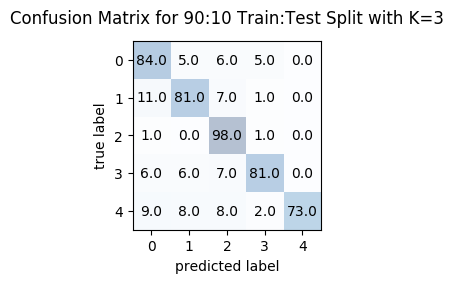 Confusion Matrix for 90:10 Train:Test Split with K=3
0 84.0 5.0 6.0 5.0 0.0
1 11.0 81.0 7.0 1.0 0.0
2 1.0 0.0 98.0 1.0 0.0
3 6.0 6.0 7.0 81.0 0.0
4 9.0 8.0 8.0 2.0 73.0
true label
0 1 2 3 4
predicted label